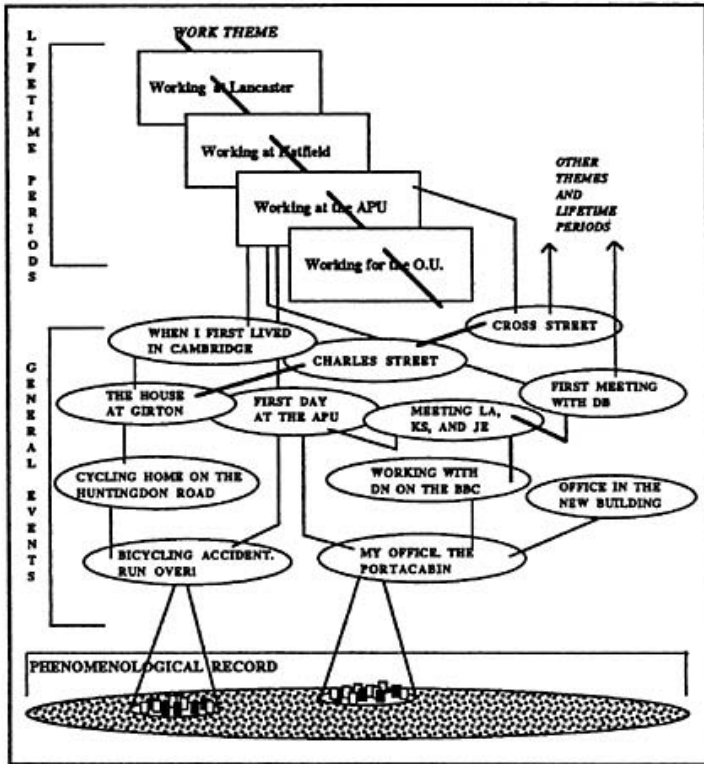 LIFETIME PERIODS
WORK THEME
Working at Lancaster
Working at Hatfield
Working at the APU
Working for the O.U.
OTHER
THEMES
AND
LIFETIME
PERIODS
GENERAL EVENTS
WHEN I FIRST LIVED
IN CAMBRIDGE
CHARLES STREET
CROSS STREET
THE HOUSE
AT GIRTON
FIRST DAY
AT THE APU
MEETING LA,
KS, AND JE
FIRST MEETING
WITH DB
CYCLING HOME ON THE
HUNTINGDON ROAD
WORKING WITH
DN ON THE BBC
OFFICE IN THE
NEW BUILDING
BICYCLING ACCIDENT.
RUN OVER!
MY OFFICE. THE
PORTACABIN
PHENOMENOLOGICAL RECORD